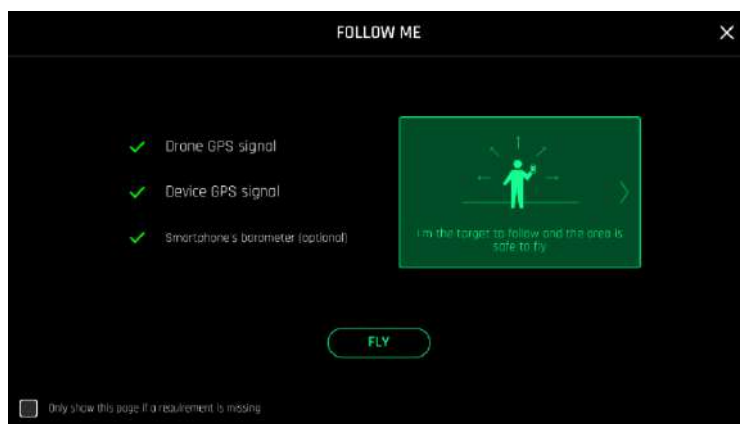 FOLLOW ME
Drone GPS signal
Device GPS signal
Smartphone's barometer (optional)
I'm the target to follow and the area is
safe to fly
FLY
Only show this page if a requirement is missing